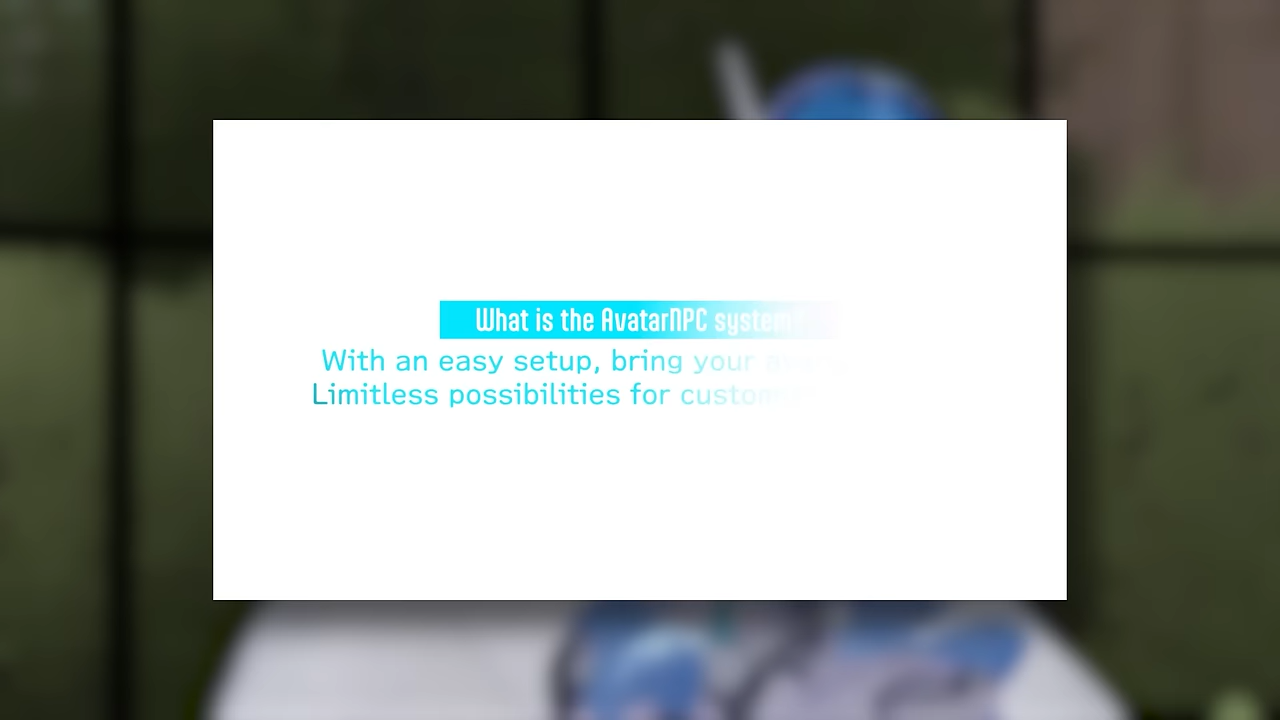 What is the AvatarNPC system?
With an easy setup, bring your
Limitless possibilities for custom